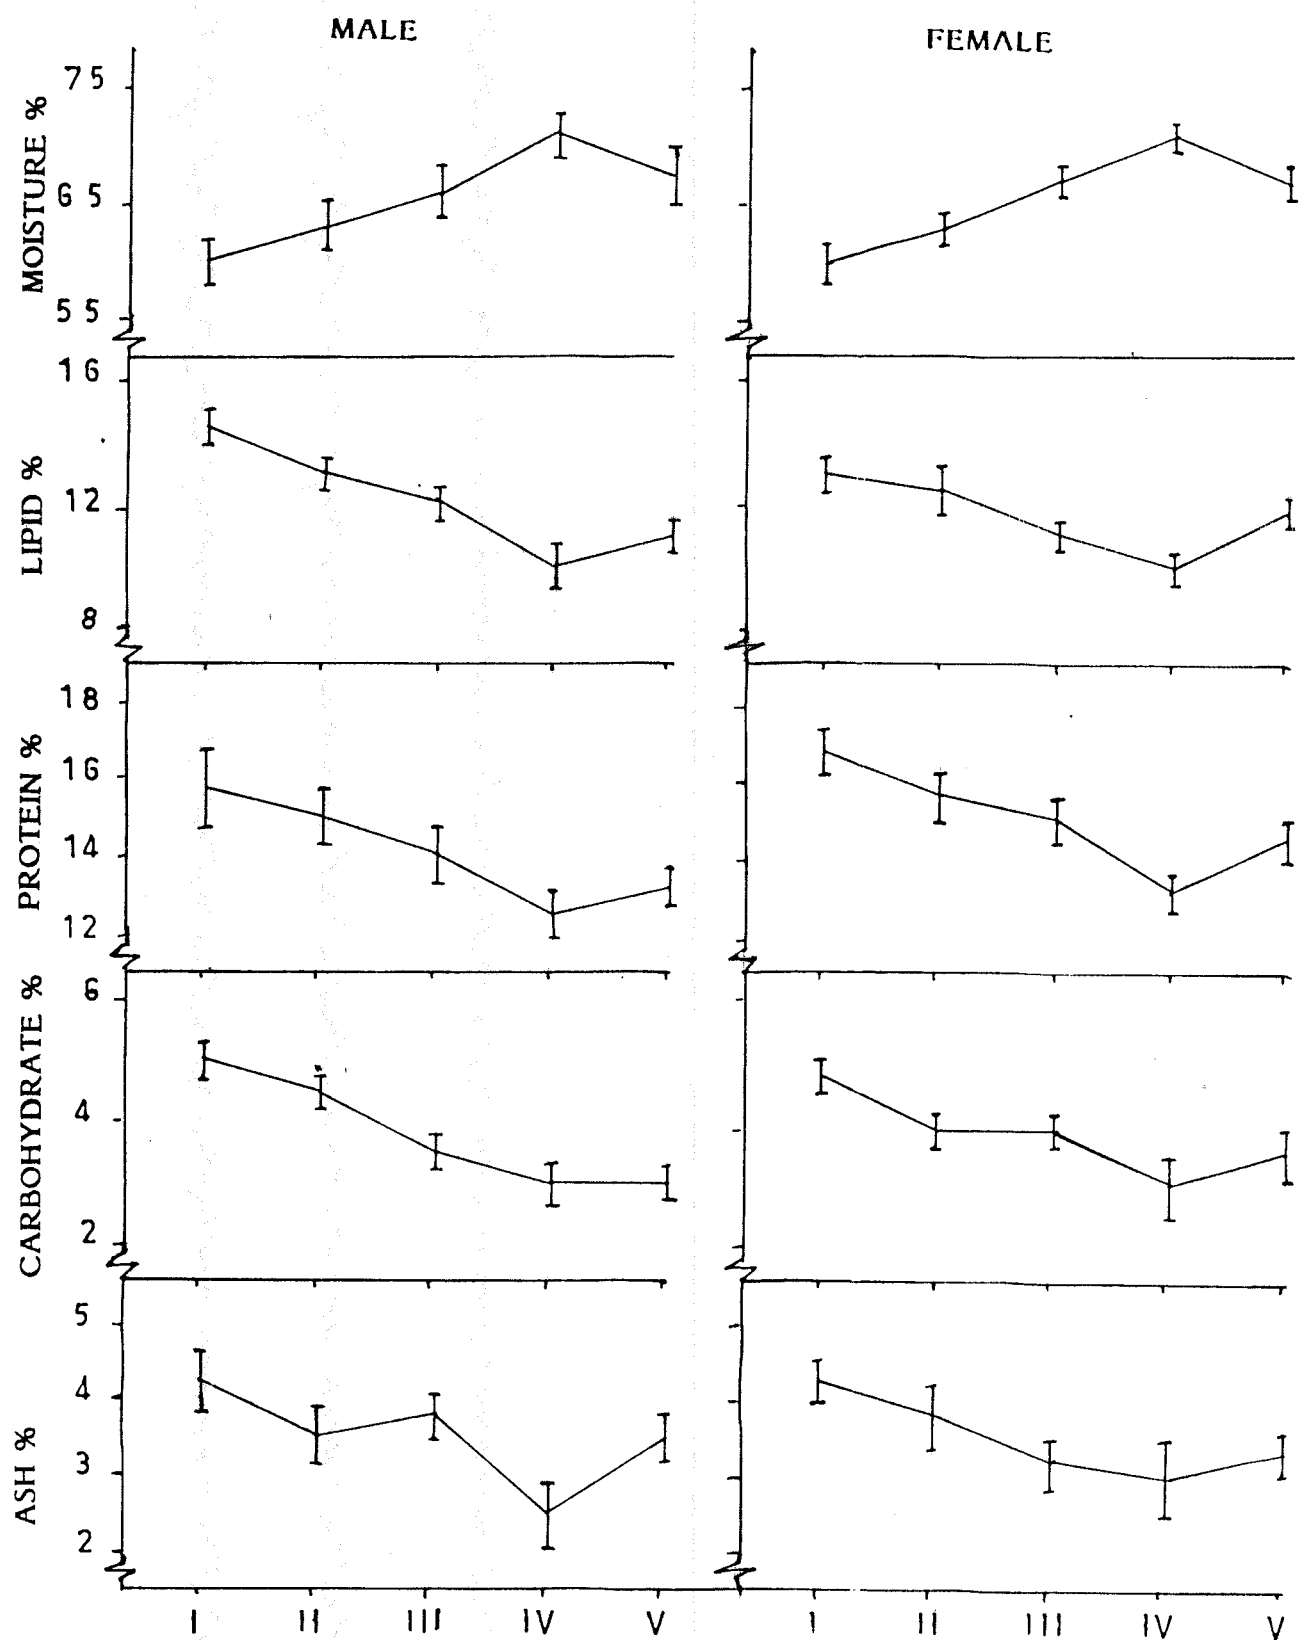 MALE
FEMALE
MOISTURE %
75
65
55
LIPID %
16
12
8
PROTEIN %
18
16
14
12
CARBOHYDRATE %
6
4
2
ASH %
5
4
3
2
I II III IV V
I II III IV V